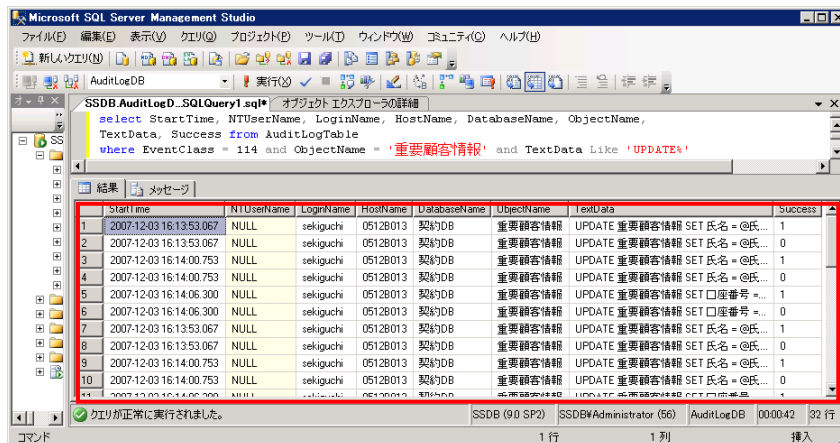 Microsoft SQL Server Management Studio
ファイル(F) 編集(E) 表示(V) クエリ(Q) プロジェクト(P) ツール(T) ウィンドウ(W) コミュニティ(C) ヘルプ(H)
新しいクエリ(N)
AuditLogDB 実行(X)
SSDB.AuditLogD...SQLQuery1.sql* オブジェクト エクスプローラの詳細
select StartTime, NTUserName, LoginName, HostName, DatabaseName, ObjectName,
TextData, Success from AuditLogTable
where EventClass = 114 and ObjectName = '重要顧客情報' and TextData Like 'UPDATE%'
SS
結果 メッセージ
StartTime NTUserName LoginName HostName DatabaseName ObjectName TextData Success
1 2007-12-03 16:13:53.067 NULL sekiguchi 0512B013 契約DB 重要顧客情報 UPDATE 重要顧客情報 SET 氏名 = @氏... 1
2 2007-12-03 16:13:53.067 NULL sekiguchi 0512B013 契約DB 重要顧客情報 UPDATE 重要顧客情報 SET 氏名 = @氏... 0
3 2007-12-03 16:14:00.753 NULL sekiguchi 0512B013 契約DB 重要顧客情報 UPDATE 重要顧客情報 SET 氏名 = @氏... 1
4 2007-12-03 16:14:00.753 NULL sekiguchi 0512B013 契約DB 重要顧客情報 UPDATE 重要顧客情報 SET 氏名 = @氏... 0
5 2007-12-03 16:14:06.300 NULL sekiguchi 0512B013 契約DB 重要顧客情報 UPDATE 重要顧客情報 SET 口座番号 =... 1
6 2007-12-03 16:14:06.300 NULL sekiguchi 0512B013 契約DB 重要顧客情報 UPDATE 重要顧客情報 SET 口座番号 =... 0
7 2007-12-03 16:13:53.067 NULL sekiguchi 0512B013 契約DB 重要顧客情報 UPDATE 重要顧客情報 SET 氏名 = @氏... 1
8 2007-12-03 16:13:53.067 NULL sekiguchi 0512B013 契約DB 重要顧客情報 UPDATE 重要顧客情報 SET 氏名 = @氏... 0
9 2007-12-03 16:14:00.753 NULL sekiguchi 0512B013 契約DB 重要顧客情報 UPDATE 重要顧客情報 SET 氏名 = @氏... 1
10 2007-12-03 16:14:00.753 NULL sekiguchi 0512B013 契約DB 重要顧客情報 UPDATE 重要顧客情報 SET 氏名 = @氏... 0
クエリが正常に実行されました。 SSDB (9.0 SP2) SSDB¥Administrator (56) AuditLogDB 00:00:42 32 行
コマンド 1 行 1 列 挿入